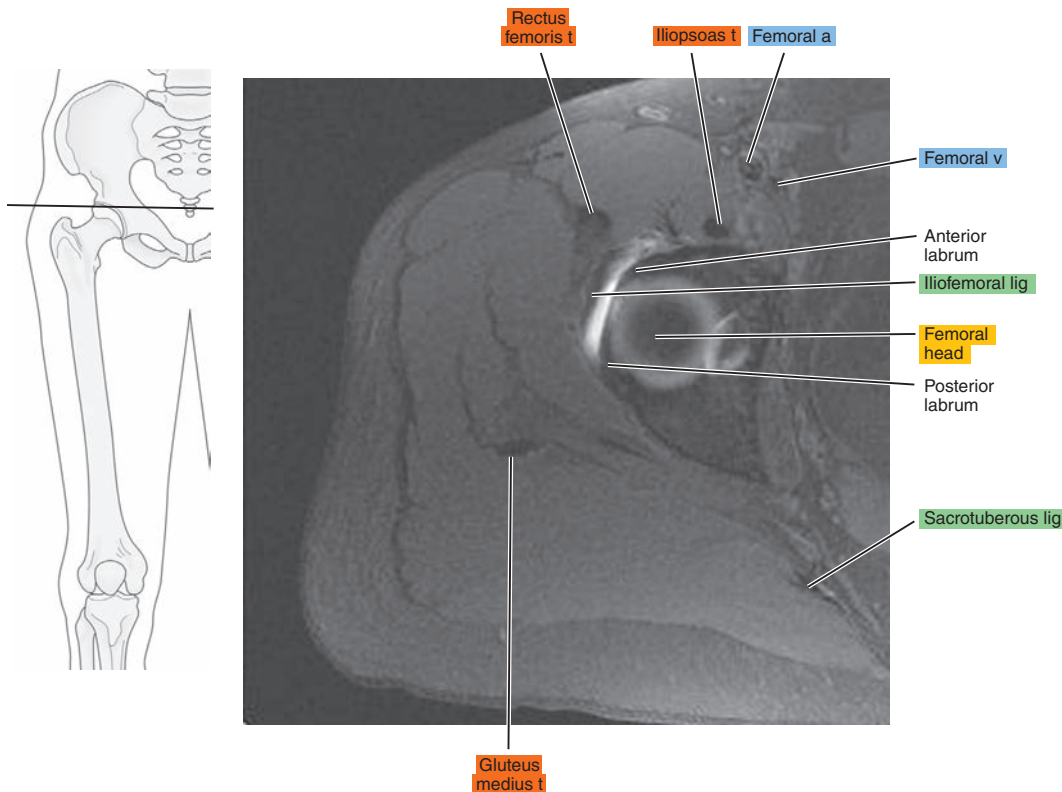 Rectus
femoris t
Iliopsoas t
Femoral a
Femoral v
Anterior
labrum
Iliofemoral lig
Femoral
head
Posterior
labrum
Sacrotuberous lig
Gluteus
medius t